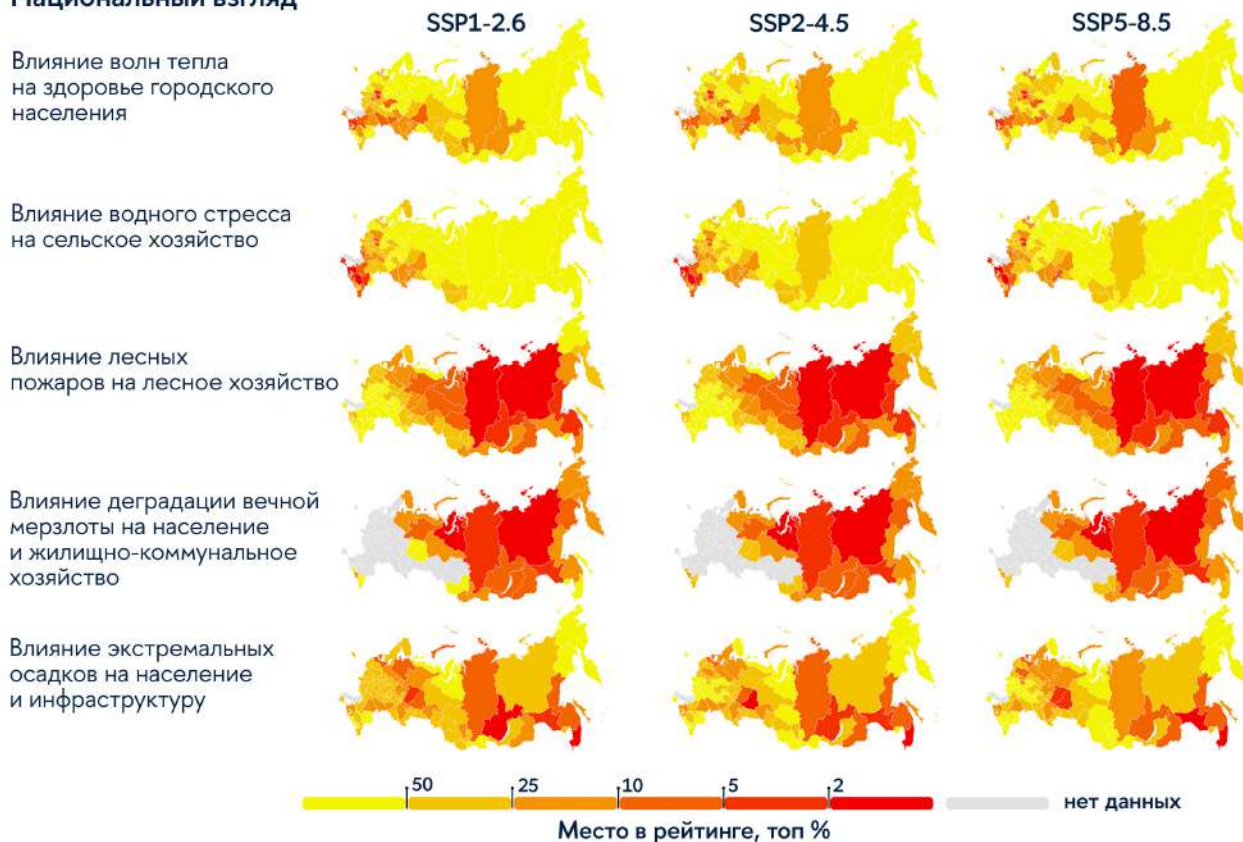 Национальный взгляд
SSP1-2.6
SSP2-4.5
SSP5-8.5
Влияние волн тепла
на здоровье городского
населения
Влияние водного стресса
на сельское хозяйство
Влияние лесных
пожаров на лесное хозяйство
Влияние деградации вечной
мерзлоты на население
и жилищно-коммунальное
хозяйство
Влияние экстремальных
осадков на население
и инфраструктуру
50 25 10 5 2
нет данных
Место в рейтинге, топ %